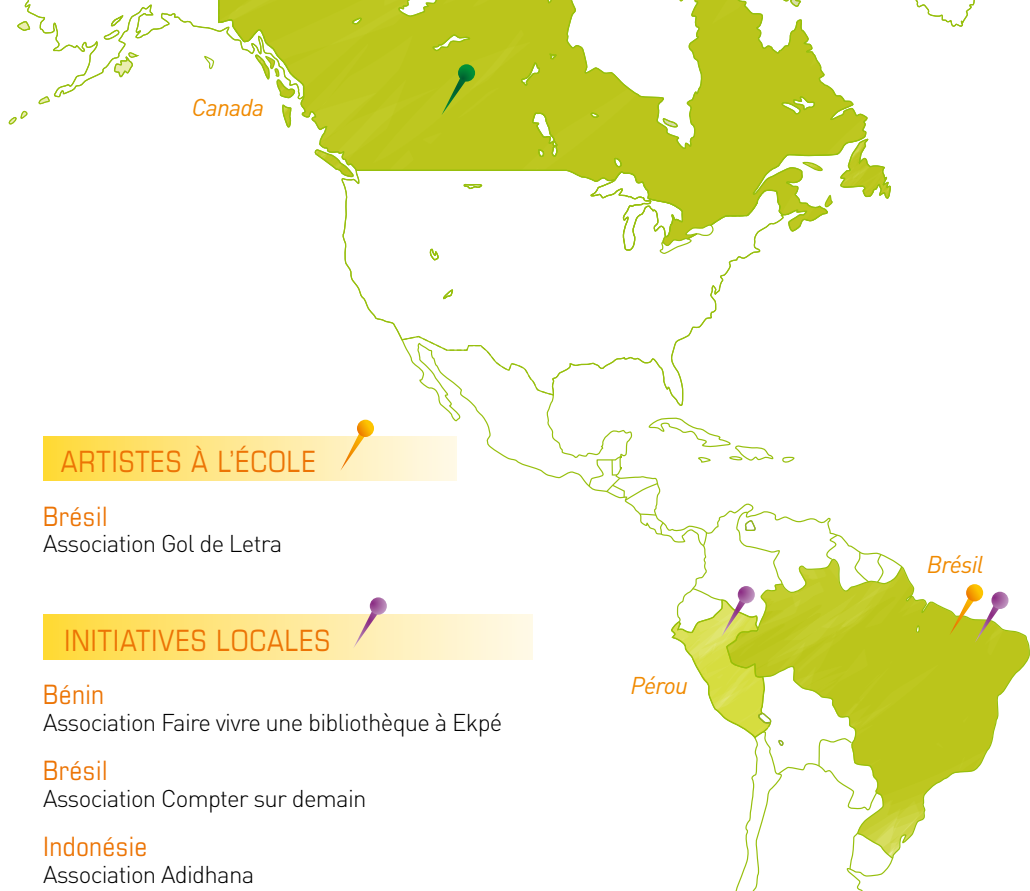 Canada
ARTISTES À L'ÉCOLE
Brésil
Association Gol de Letra
Brésil
INITIATIVES LOCALES
Pérou
Bénin
Association Faire vivre une bibliothèque à Ekpé
Brésil
Association Compter sur demain
Indonésie
Association Adidhana